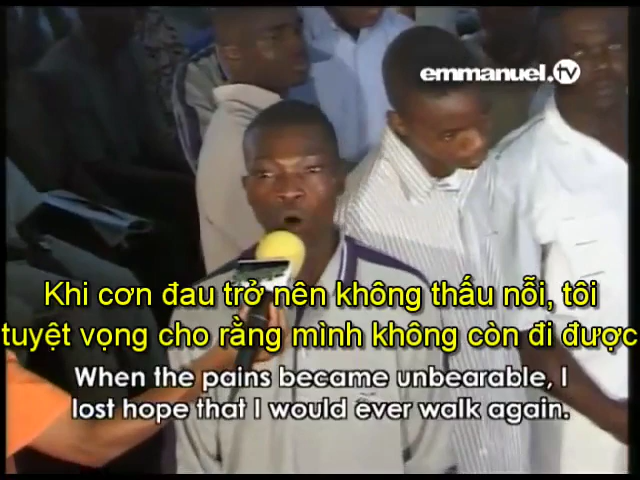 emmanuel.tv
Khi cơn đau trở nên không thấu nỗi, tôi
tuyệt vọng cho rằng mình không còn đi được
When the pains became unbearable, I
lost hope that I would ever walk again.